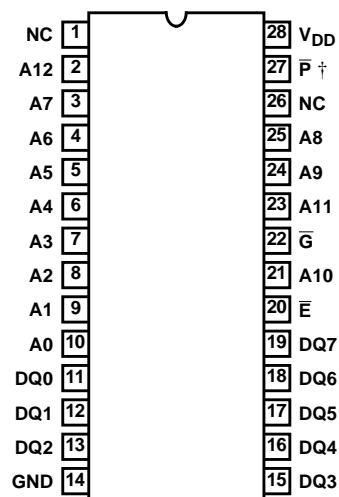 NC 1 28 V_DD
A12 2 27 P̅ †
A7 3 26 NC
A6 4 25 A8
A5 5 24 A9
A4 6 23 A11
A3 7 22 G̅
A2 8 21 A10
A1 9 20 E̅
A0 10 19 DQ7
DQ0 11 18 DQ6
DQ1 12 17 DQ5
DQ2 13 16 DQ4
GND 14 15 DQ3